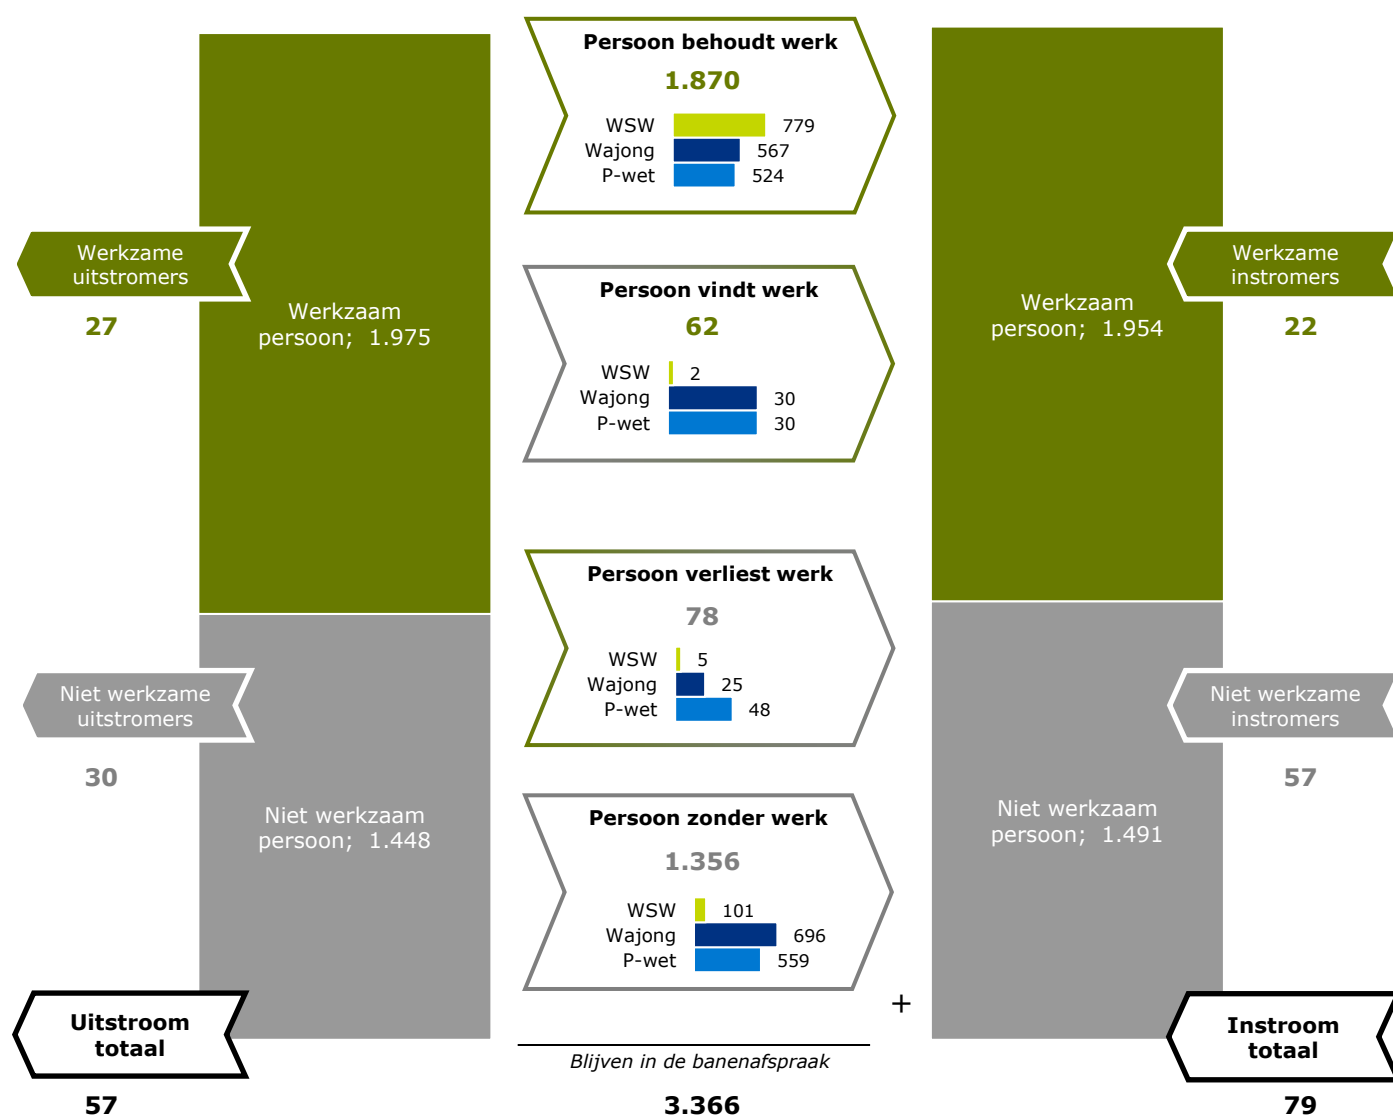 Werkzame
uitstromers
27
Werkzaam
persoon; 1.975
Niet werkzame
uitstromers
30
Niet werkzaam
persoon; 1.448
Uitstroom
totaal
57
Persoon behoudt werk
1.870
WSW 779
Wajong 567
P-wet 524
Persoon vindt werk
62
WSW 2
Wajong 30
P-wet 30
Persoon verliest werk
78
WSW 5
Wajong 25
P-wet 48
Persoon zonder werk
1.356
WSW 101
Wajong 696
P-wet 559
+
Blijven in de banenafspraak
3.366
Werkzaam
persoon; 1.954
Werkzame
instromers
22
Niet werkzame
instromers
57
Niet werkzaam
persoon; 1.491
Instroom
totaal
79